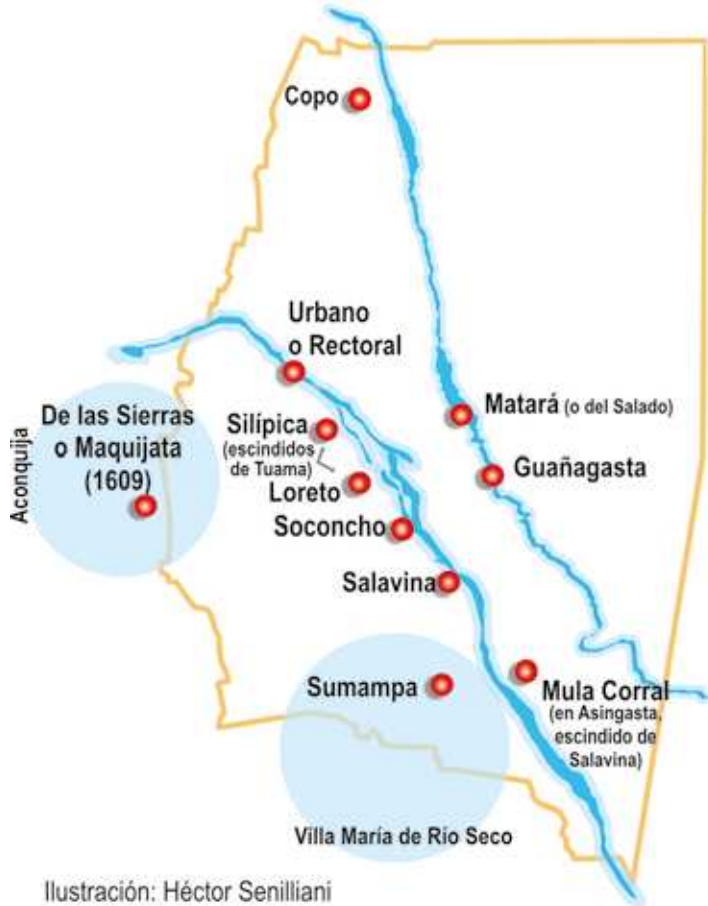 Copo
Urbano
o Rectoral
De las Sierras
o Maquijata
(1609)
Aconquija
Silípica
(escindidos
de Tuama)
Loreto
Matará (o del Salado)
Guañagasta
Soconcho
Salavina
Sumampa
Mula Corral
(en Asingasta,
escindido de
Salavina)
Villa María de Río Seco
Ilustración: Héctor Senilliani